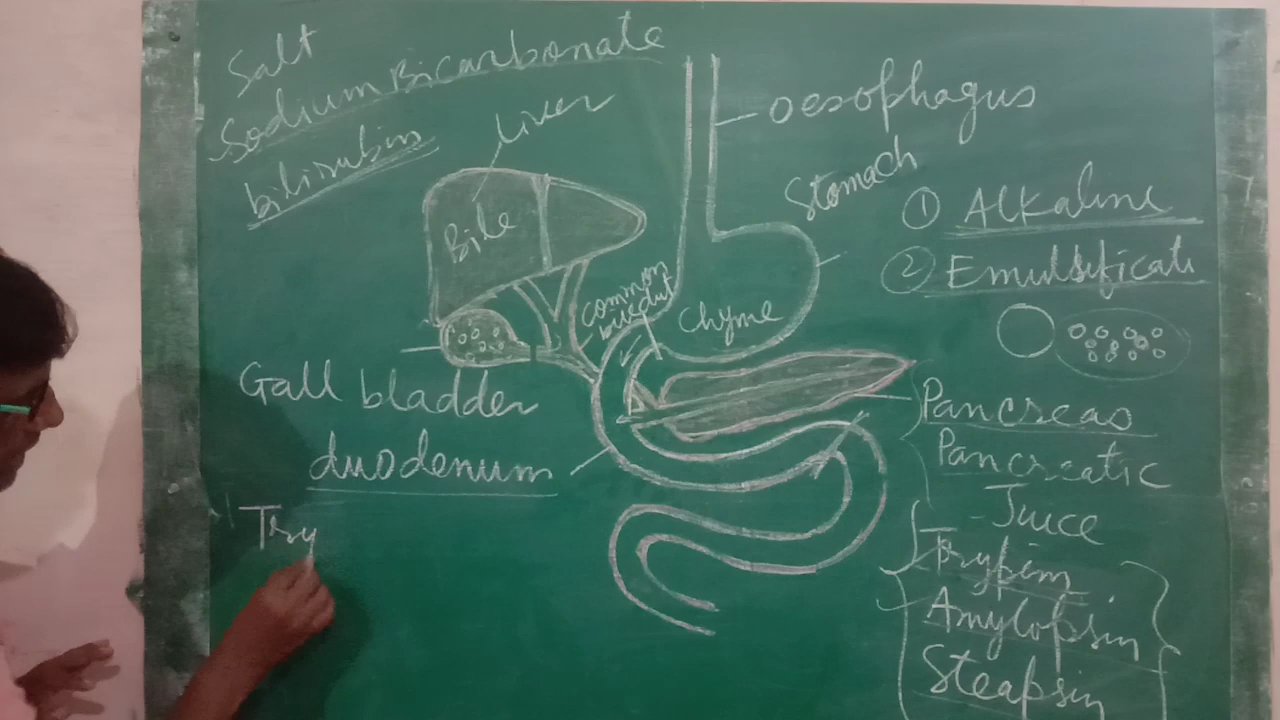 Salt
Sodium Bicarbonate
bilirubin
liver
Bile
oesophagus
Stomach
① Alkaline
② Emulsificati
common
bileduct
chyme
Gall bladder
duodenum
Pancreas
Pancreatic
- Juice
Trypsin
Amylopsin
Steapsin
Try